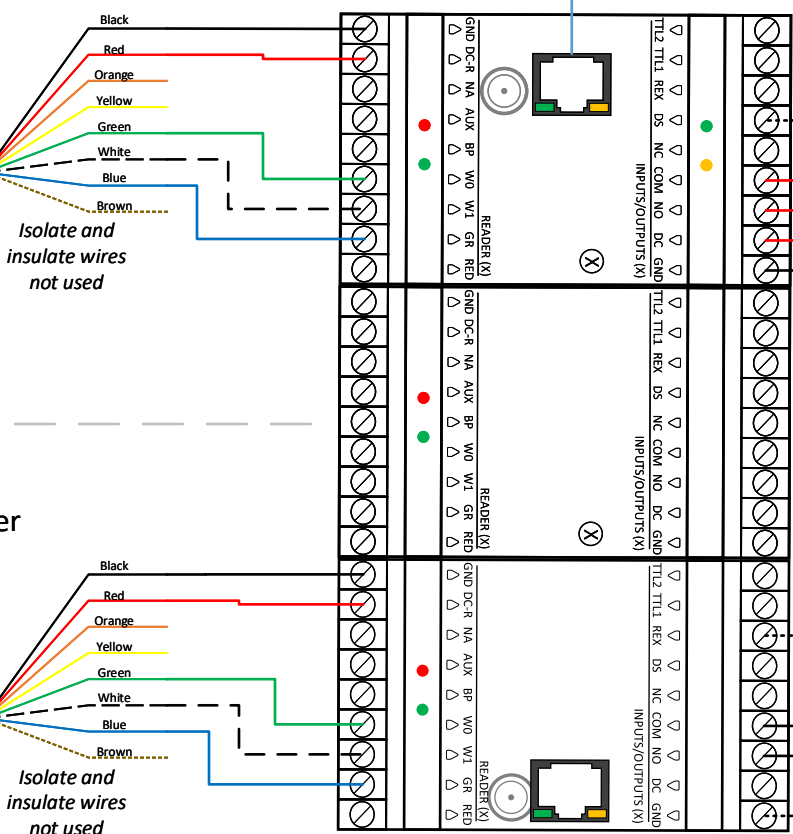 Black
Red
Orange
Yellow
Green
White
Blue
Brown
Isolate and
insulate wires
not used
GND
DC-R
NA
AUX
BP
W0
W1
GR
RED
READER (X)
X
TTL2
TTL1
REX
DS
NC
COM
NO
DC
GND
INPUTS/OUTPUTS (X)
GND
DC-R
NA
AUX
BP
W0
W1
GR
RED
READER (X)
X
TTL2
TTL1
REX
DS
NC
COM
NO
DC
GND
INPUTS/OUTPUTS (X)
er
Black
Red
Orange
Yellow
Green
White
Blue
Brown
Isolate and
insulate wires
not used
GND
DC-R
NA
AUX
BP
W0
W1
GR
RED
READER (X)
TTL2
TTL1
REX
DS
NC
COM
NO
DC
GND
INPUTS/OUTPUTS (X)